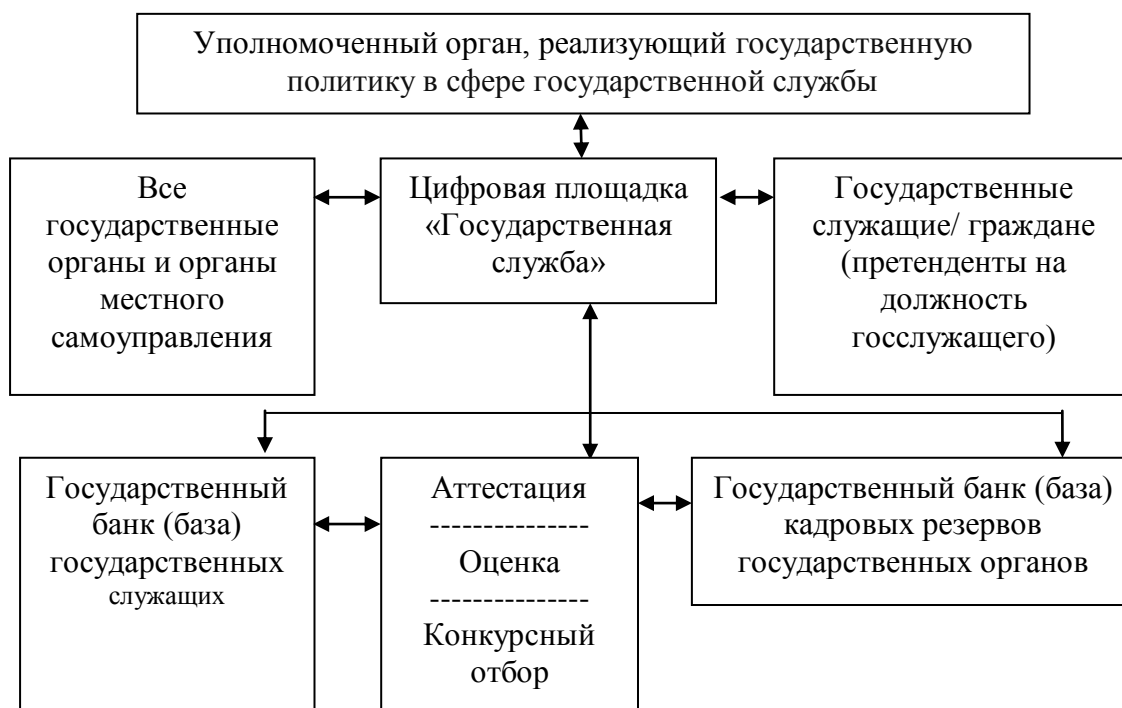 Уполномоченный орган, реализующий государственную
политику в сфере государственной службы
Все
государственные
органы и органы
местного
самоуправления
Цифровая площадка
«Государственная
служба»
Государственные
служащие/ граждане
(претенденты на
должность
госслужащего)
Государственный
банк (база)
государственных
служащих
Аттестация
---------------
Оценка
---------------
Конкурсный
отбор
Государственный банк (база)
кадровых резервов
государственных органов